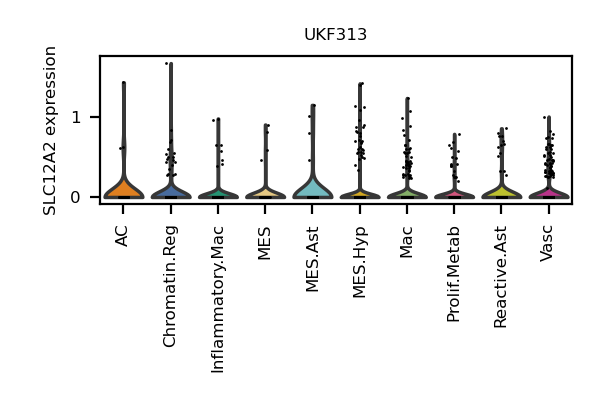 UKF313
SLC12A2 expression
1
0
AC
Chromatin.Reg
Inflammatory.Mac
MES
MES.Ast
MES.Hyp
Mac
Prolif.Metab
Reactive.Ast
Vasc